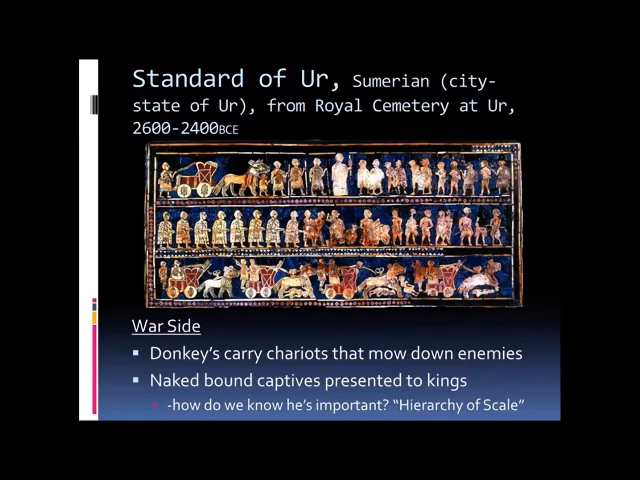 Standard of Ur, Sumerian (city-
state of Ur), from Royal Cemetery at Ur,
2600-2400BCE
War Side
Donkey's carry chariots that mow down enemies
Naked bound captives presented to kings
-how do we know he's important? "Hierarchy of Scale"